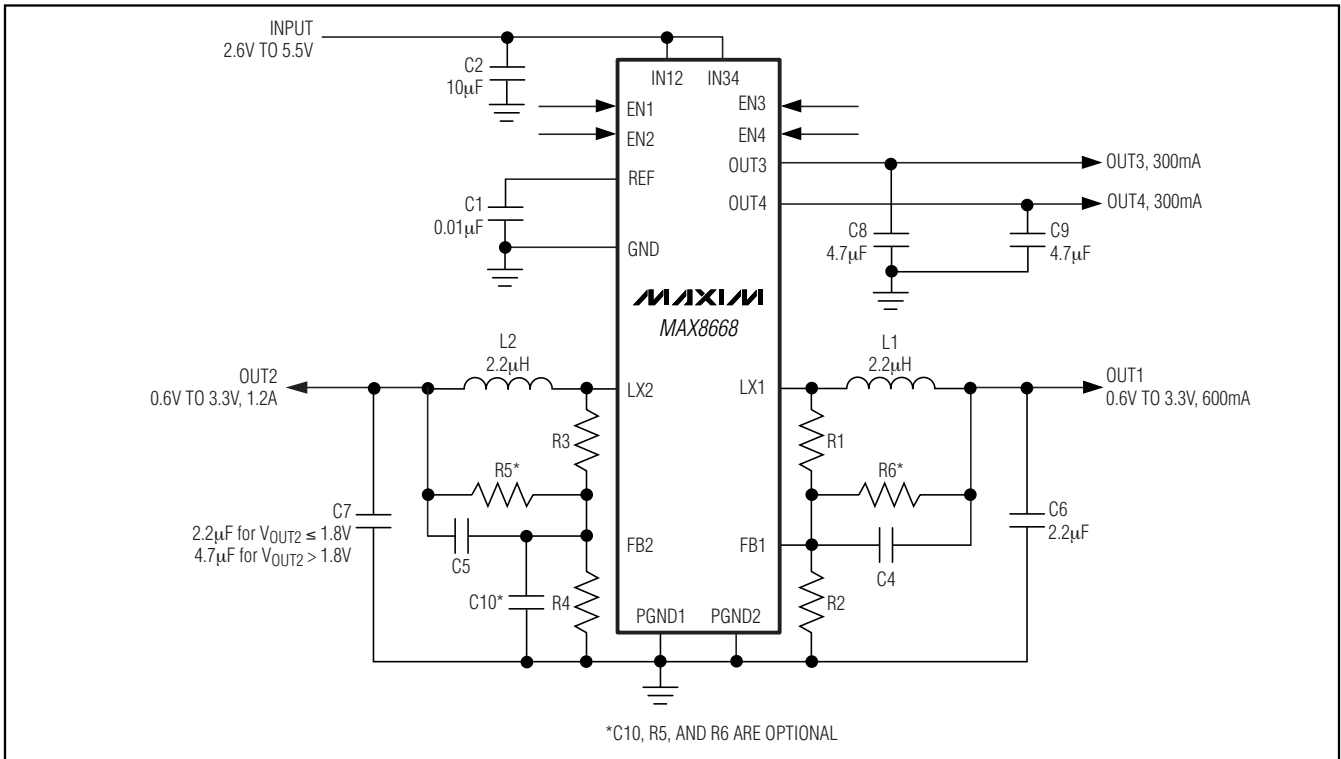 INPUT
2.6V TO 5.5V
C2
10µF
IN12
IN34
EN1
EN2
EN3
EN4
REF
OUT3
OUT3, 300mA
OUT4
OUT4, 300mA
C1
0.01µF
GND
C8
4.7µF
C9
4.7µF
MAXIM
MAX8668
L2
2.2µH
L1
2.2µH
OUT2
0.6V TO 3.3V, 1.2A
LX2
LX1
OUT1
0.6V TO 3.3V, 600mA
R3
R1
R5*
R6*
C7
2.2µF for VOUT2 ≤ 1.8V
4.7µF for VOUT2 > 1.8V
C6
2.2µF
C5
FB2
FB1
C4
C10*
R4
R2
PGND1
PGND2
*C10, R5, AND R6 ARE OPTIONAL